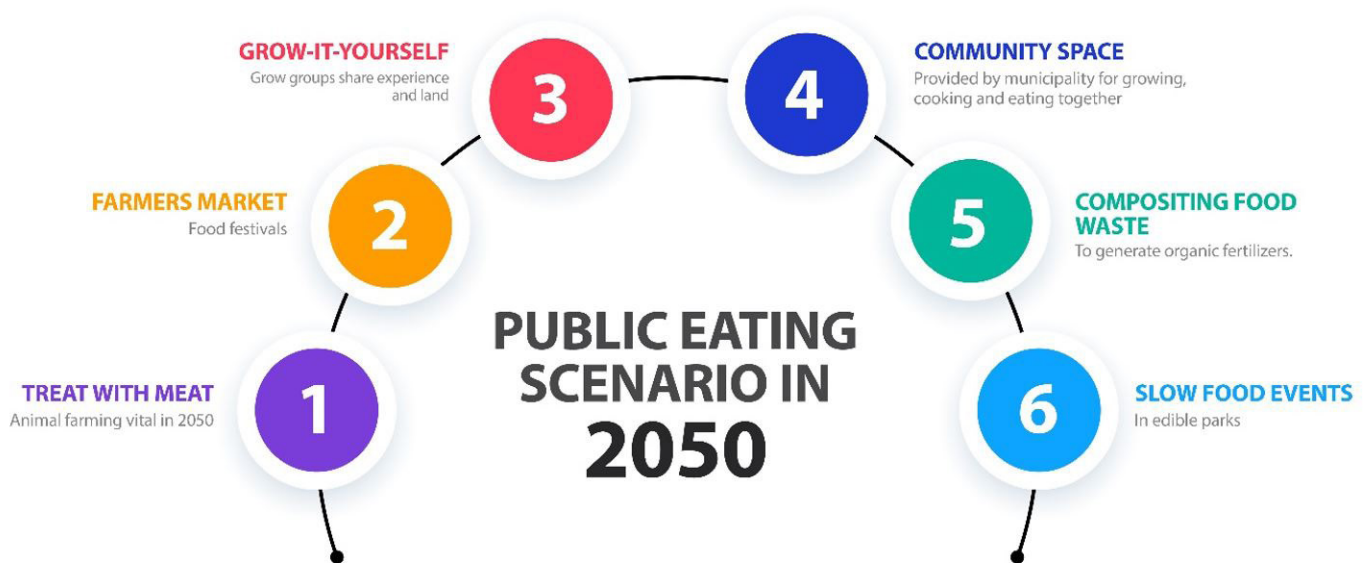 PUBLIC EATING
SCENARIO IN
2050
1
TREAT WITH MEAT
Animal farming vital in 2050
2
FARMERS MARKET
Food festivals
3
GROW-IT-YOURSELF
Grow groups share experience
and land
4
COMMUNITY SPACE
Provided by municipality for growing,
cooking and eating together
5
COMPOSITING FOOD
WASTE
To generate organic fertilizers.
6
SLOW FOOD EVENTS
In edible parks